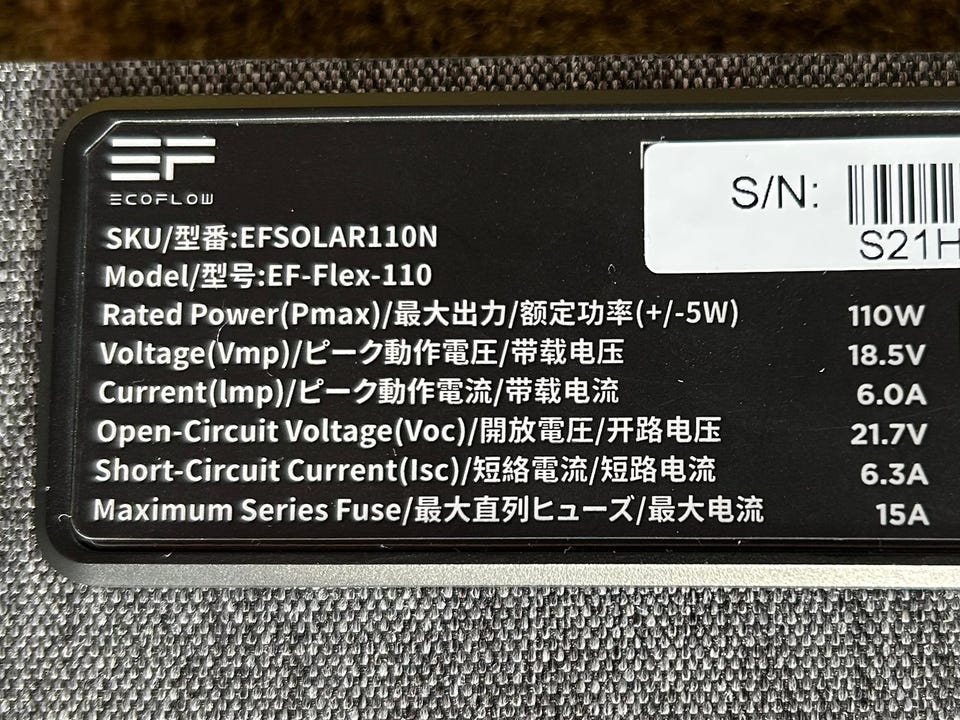 EF
ECOFLOW
S/N:
S21H
SKU/型番:EFSOLAR110N
Model/型号:EF-Flex-110
Rated Power(Pmax)/最大出力/额定功率(+/-5W) 110W
Voltage(Vmp)/ピーク動作電圧/带载电压 18.5V
Current(lmp)/ピーク動作電流/带载电流 6.0A
Open-Circuit Voltage(Voc)/開放電圧/开路电压 21.7V
Short-Circuit Current(Isc)/短絡電流/短路电流 6.3A
Maximum Series Fuse/最大直列ヒューズ/最大电流 15A